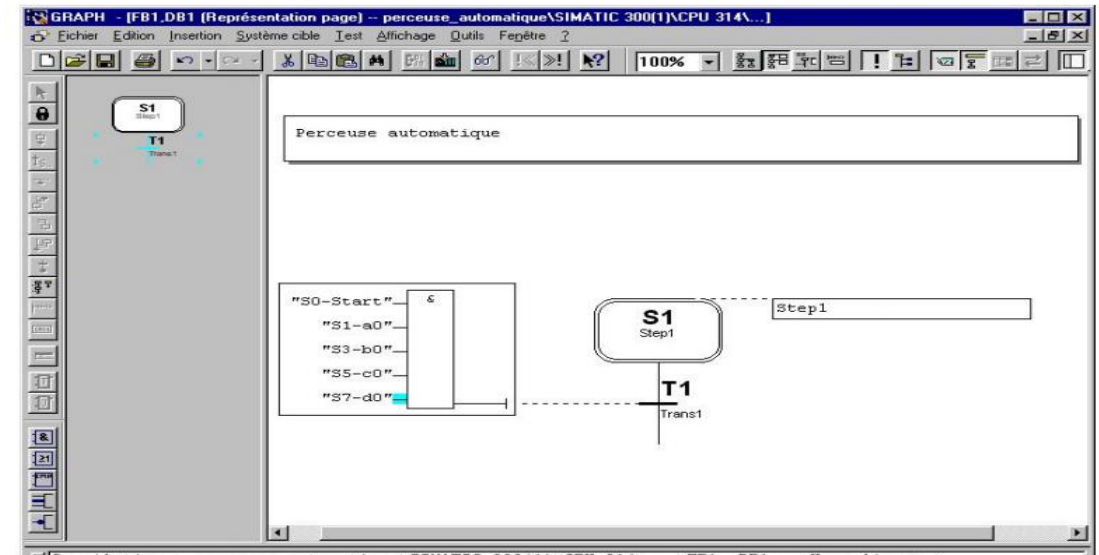 GRAPH - [FB1,DB1 (Représentation page) -- perceuse_automatique\SIMATIC 300(1)\CPU 314\...]
Fichier Edition Insertion Système cible Test Affichage Outils Fenêtre ?
100%
S1
Step1
T1
Trans1
Perceuse automatique
"S0-Start"
&
"S1-a0"
"S3-b0"
"S5-c0"
"S7-d0"
S1
Step1
Step1
T1
Trans1